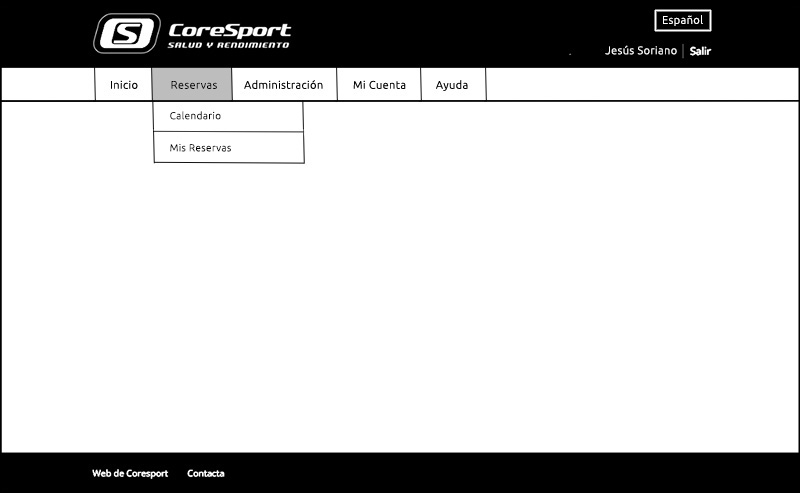 S CoreSport
SALUD Y RENDIMIENTO
Español
Jesús Soriano | Salir
Inicio Reservas Administración Mi Cuenta Ayuda
Calendario
Mis Reservas
Web de Coresport Contacta